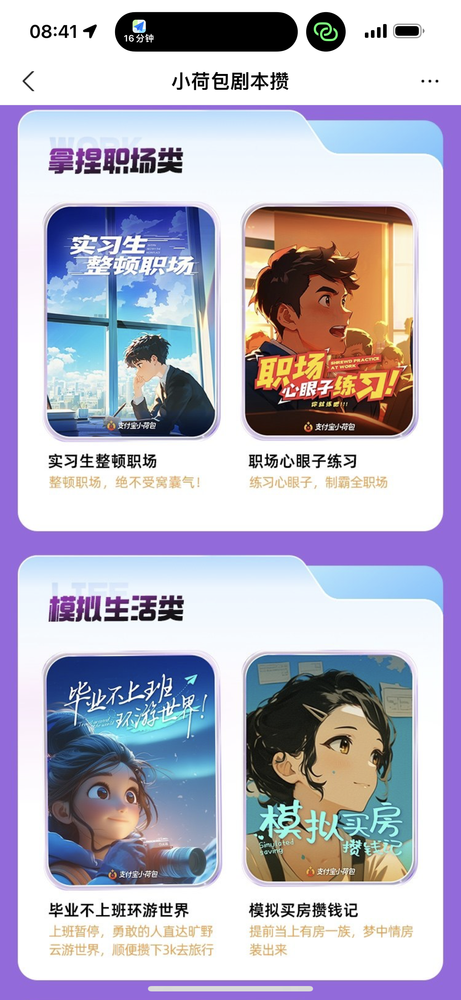 08:41
16 分钟
小荷包剧本攒
WORK
拿捏职场类
实习生
INTERN
RECTIFY THE
WORKPLACE
整顿职场
职场
SHREWD PRACTICE
AT WORK
心眼子练习!
你就练吧!!!
支付宝小荷包
支付宝小荷包
实习生整顿职场
职场心眼子练习
整顿职场，绝不受窝囊气！
练习心眼子，制霸全职场
LIFE
模拟生活类
毕业不上班
环游世界!
Travel around
the world
模拟买房
Simulated
saving
攒钱记
支付宝小荷包
支付宝小荷包
毕业不上班环游世界
模拟买房攒钱记
上班暂停，勇敢的人直达旷野
云游世界，顺便攒下3k去旅行
提前当上有房一族，梦中情房
装出来